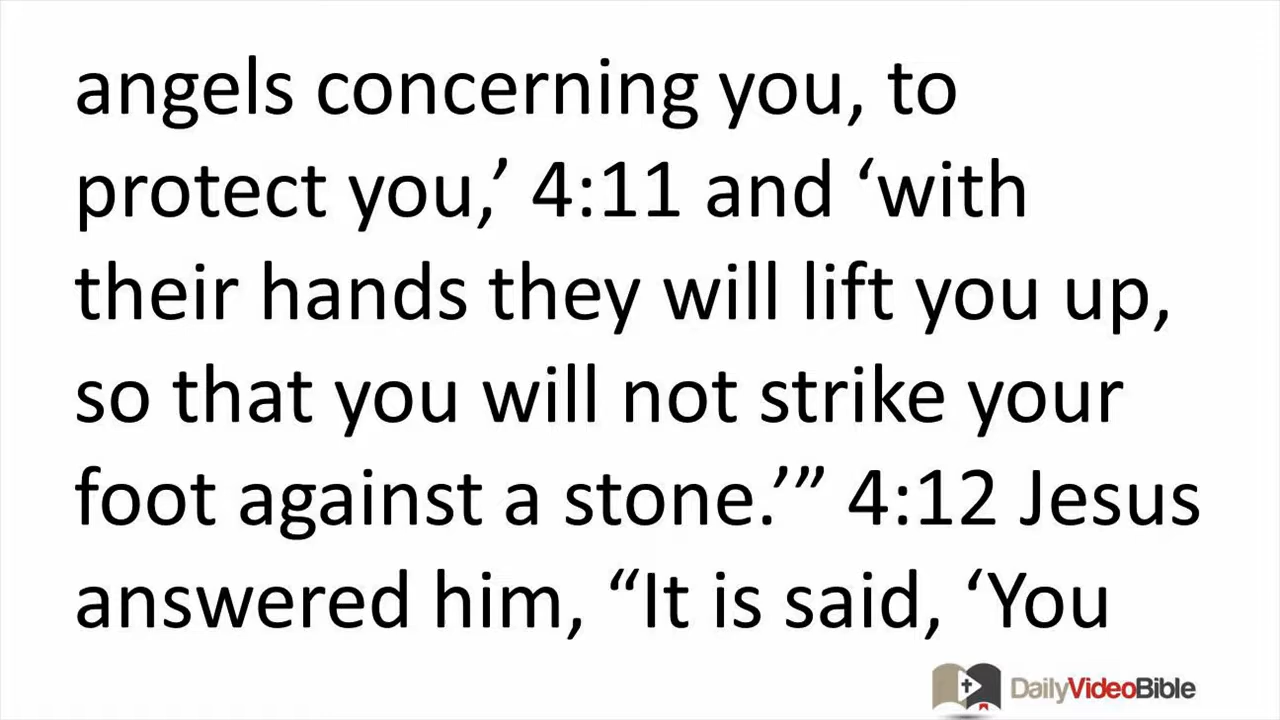 angels concerning you, to
protect you,’ 4:11 and ‘with
their hands they will lift you up,
so that you will not strike your
foot against a stone.’” 4:12 Jesus
answered him, “It is said, ‘You
DailyVideoBible